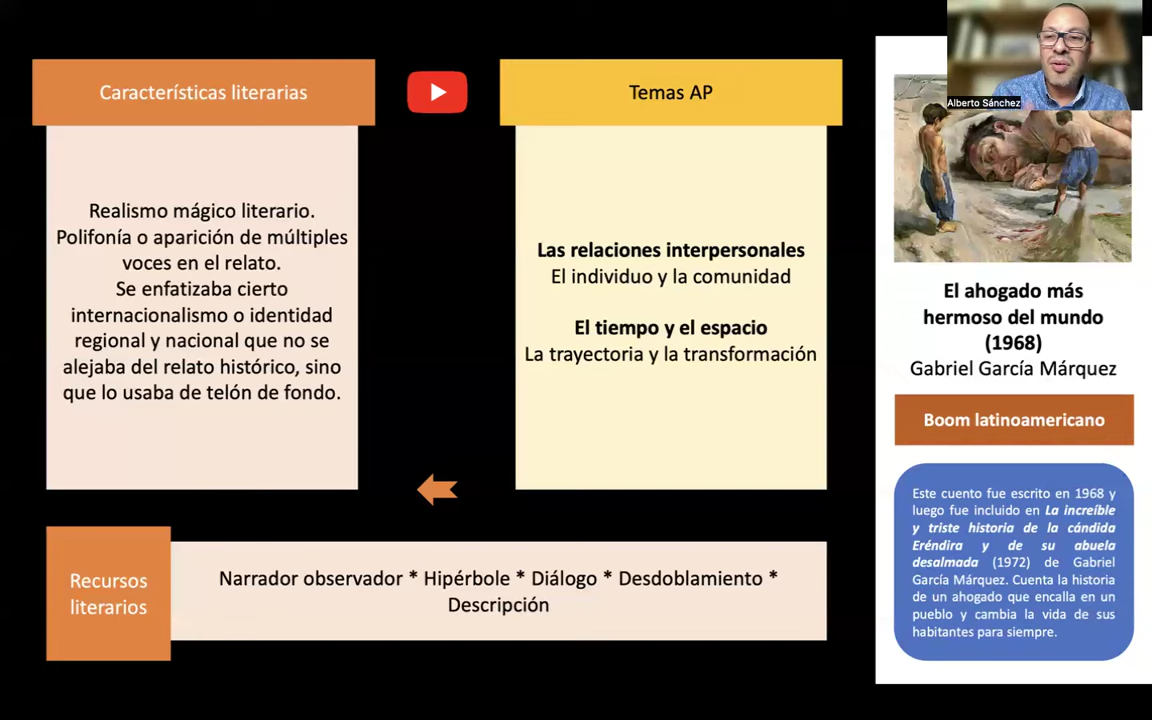 Características literarias
Realismo mágico literario.
Polifonía o aparición de múltiples
voces en el relato.
Se enfatizaba cierto
internacionalismo o identidad
regional y nacional que no se
alejaba del relato histórico, sino
que lo usaba de telón de fondo.
Temas AP
Las relaciones interpersonales
El individuo y la comunidad
El tiempo y el espacio
La trayectoria y la transformación
Recursos
literarios
Narrador observador * Hipérbole * Diálogo * Desdoblamiento *
Descripción
Alberto Sánchez
El ahogado más
hermoso del mundo
(1968)
Gabriel García Márquez
Boom latinoamericano
Este cuento fue escrito en 1968 y
luego fue incluido en La increíble
y triste historia de la cándida
Eréndira y de su abuela
desalmada (1972) de Gabriel
García Márquez. Cuenta la historia
de un ahogado que encalla en un
pueblo y cambia la vida de sus
habitantes para siempre.